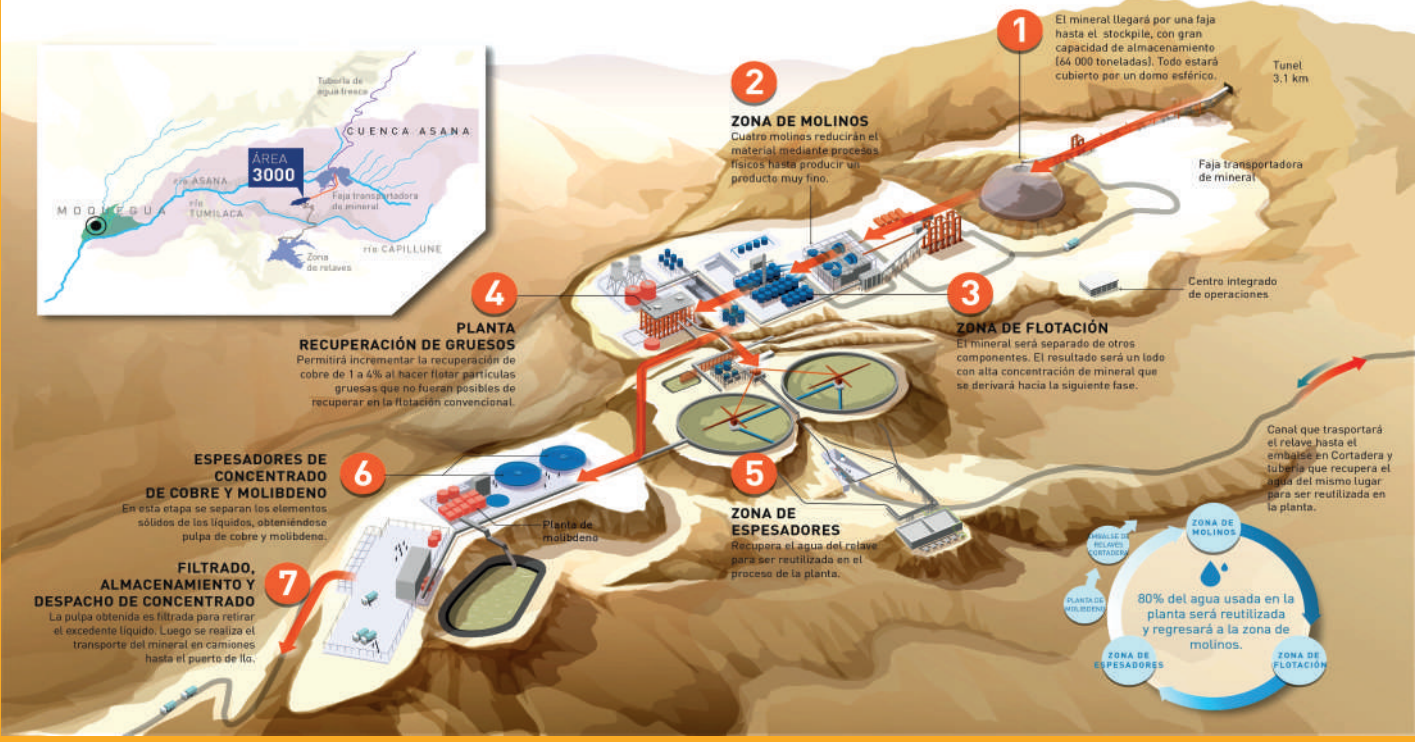 Tubería de
agua fresca
CUENCA ASANA
ÁREA
3000
río ASANA
río
TUMILACA
Faja transportadora
de mineral
MOQUEGUA
río CAPILLUNE
Zona
de relaves
1
El mineral llegará por una faja
hasta el stockpile, con gran
capacidad de almacenamiento
(64 000 toneladas). Todo estará
cubierto por un domo esférico.
Tunel
3.1 km
Faja transportadora
de mineral
2
ZONA DE MOLINOS
Cuatro molinos reducirán el
material mediante procesos
físicos hasta producir un
producto muy fino.
3
ZONA DE FLOTACIÓN
El mineral será separado de otros
componentes. El resultado será un lodo
con alta concentración de mineral que
se derivará hacia la siguiente fase.
Centro integrado
de operaciones
4
PLANTA
RECUPERACIÓN DE GRUESOS
Permitirá incrementar la recuperación de
cobre de 1 a 4% al hacer flotar partículas
gruesas que no fueran posibles de
recuperar en la flotación convencional.
5
ZONA DE
ESPESADORES
Recupera el agua del relave
para ser reutilizada en el
proceso de la planta.
6
ESPESADORES DE
CONCENTRADO
DE COBRE Y MOLIBDENO
En esta etapa se separan los elementos
sólidos de los líquidos, obteniéndose
pulpa de cobre y molibdeno.
Planta de
molibdeno
7
FILTRADO,
ALMACENAMIENTO Y
DESPACHO DE CONCENTRADO
La pulpa obtenida es filtrada para retirar
el excedente líquido. Luego se realiza el
transporte del mineral en camiones
hasta el puerto de Ilo.
Canal que trasportará
el relave hasta el
embalse en Cortadera y
tubería que recupera el
agua del mismo lugar
para ser reutilizada en
la planta.
ZONA DE
MOLINOS
EMBALSE DE
RELAVES
CORTADERA
PLANTA DE
MOLIBDENO
80% del agua usada en la
planta será reutilizada
y regresará a la zona de
molinos.
ZONA DE
ESPESADORES
ZONA DE
FLOTACIÓN